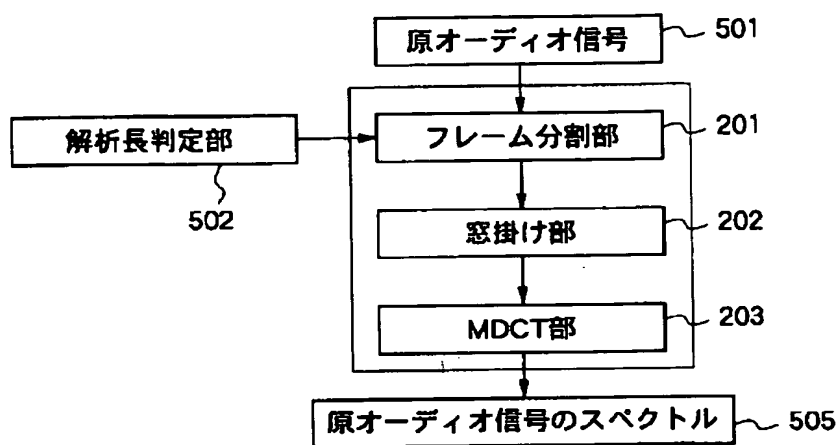 原オーディオ信号 501
解析長判定部
フレーム分割部 201
502
窓掛け部 202
MDCT部 203
原オーディオ信号のスペクトル 505